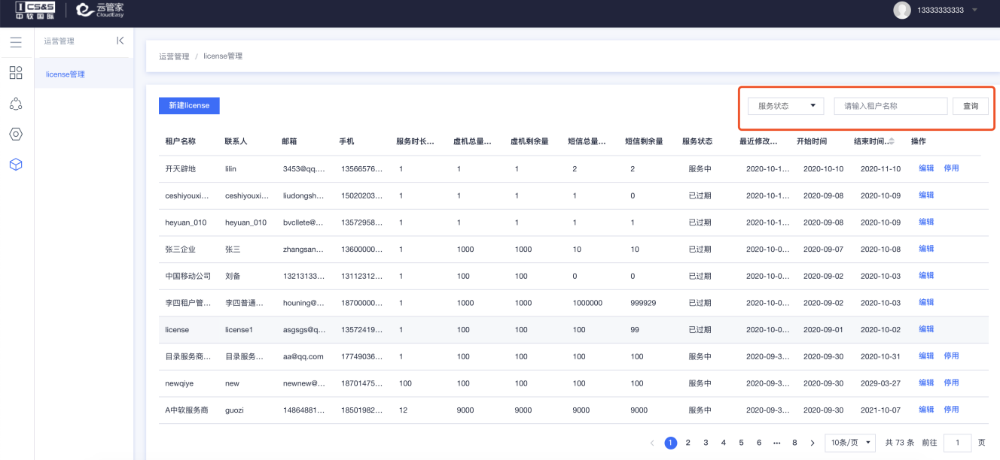 CS&S 云管家 13333333333
中软国际 CloudEasy
运营管理
license管理
运营管理 / license管理
新建license 服务状态 请输入租户名称 查询
租户名称 联系人 邮箱 手机 服务时长... 虚机总量... 虚机剩余量 短信总量... 短信剩余量 服务状态 最近修改... 开始时间 结束时间... 操作
开天辟地 lilin 3453@qq.... 13566576... 1 1 1 2 2 服务中 2020-10-1... 2020-10-10 2020-11-10 编辑 停用
ceshiyouxi... ceshiyouxi... liudongsh... 15020203... 1 1 1 1 0 已过期 2020-10-1... 2020-09-08 2020-10-09 编辑
heyuan_010 heyuan_010 bvcllete@... 13572958... 1 1 1 1 1 已过期 2020-10-1... 2020-09-08 2020-10-09 编辑
张三企业 张三 zhangsan... 13600000... 1 1000 1000 10 10 已过期 2020-10-0... 2020-09-07 2020-10-08 编辑
中国移动公司 刘备 13213133... 13112312... 1 100 100 0 0 已过期 2020-10-0... 2020-09-02 2020-10-03 编辑
李四租户管... 李四普通... houning@... 18700000... 1 1000 1000 1000000 999929 已过期 2020-10-0... 2020-09-02 2020-10-03 编辑
license license1 asgsgs@q... 13572419... 1 100 100 100 99 已过期 2020-10-0... 2020-09-01 2020-10-02 编辑
目录服务商... 目录服务... aa@qq.com 17749036... 1 100 100 100 100 服务中 2020-09-3... 2020-09-30 2020-10-31 编辑 停用
newqiye new newnew@... 18701475... 100 100 100 100 100 服务中 2020-09-3... 2020-09-30 2029-03-27 编辑 停用
A中软服务商 guozi 14864881... 18501982... 12 9000 9000 9000 9000 服务中 2020-09-3... 2020-09-30 2021-10-07 编辑 停用
1 2 3 4 5 6 ... 8 10条/页 共 73 条 前往 1 页